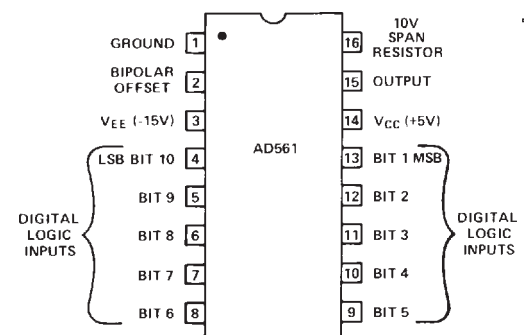 GROUND 1
BIPOLAR
OFFSET 2
VEE (-15V) 3
LSB BIT 10 4
BIT 9 5
BIT 8 6
BIT 7 7
BIT 6 8
DIGITAL
LOGIC
INPUTS
AD561
10V
SPAN
RESISTOR
16
15 OUTPUT
14 VCC (+5V)
13 BIT 1 MSB
12 BIT 2
11 BIT 3
10 BIT 4
9 BIT 5
DIGITAL
LOGIC
INPUTS